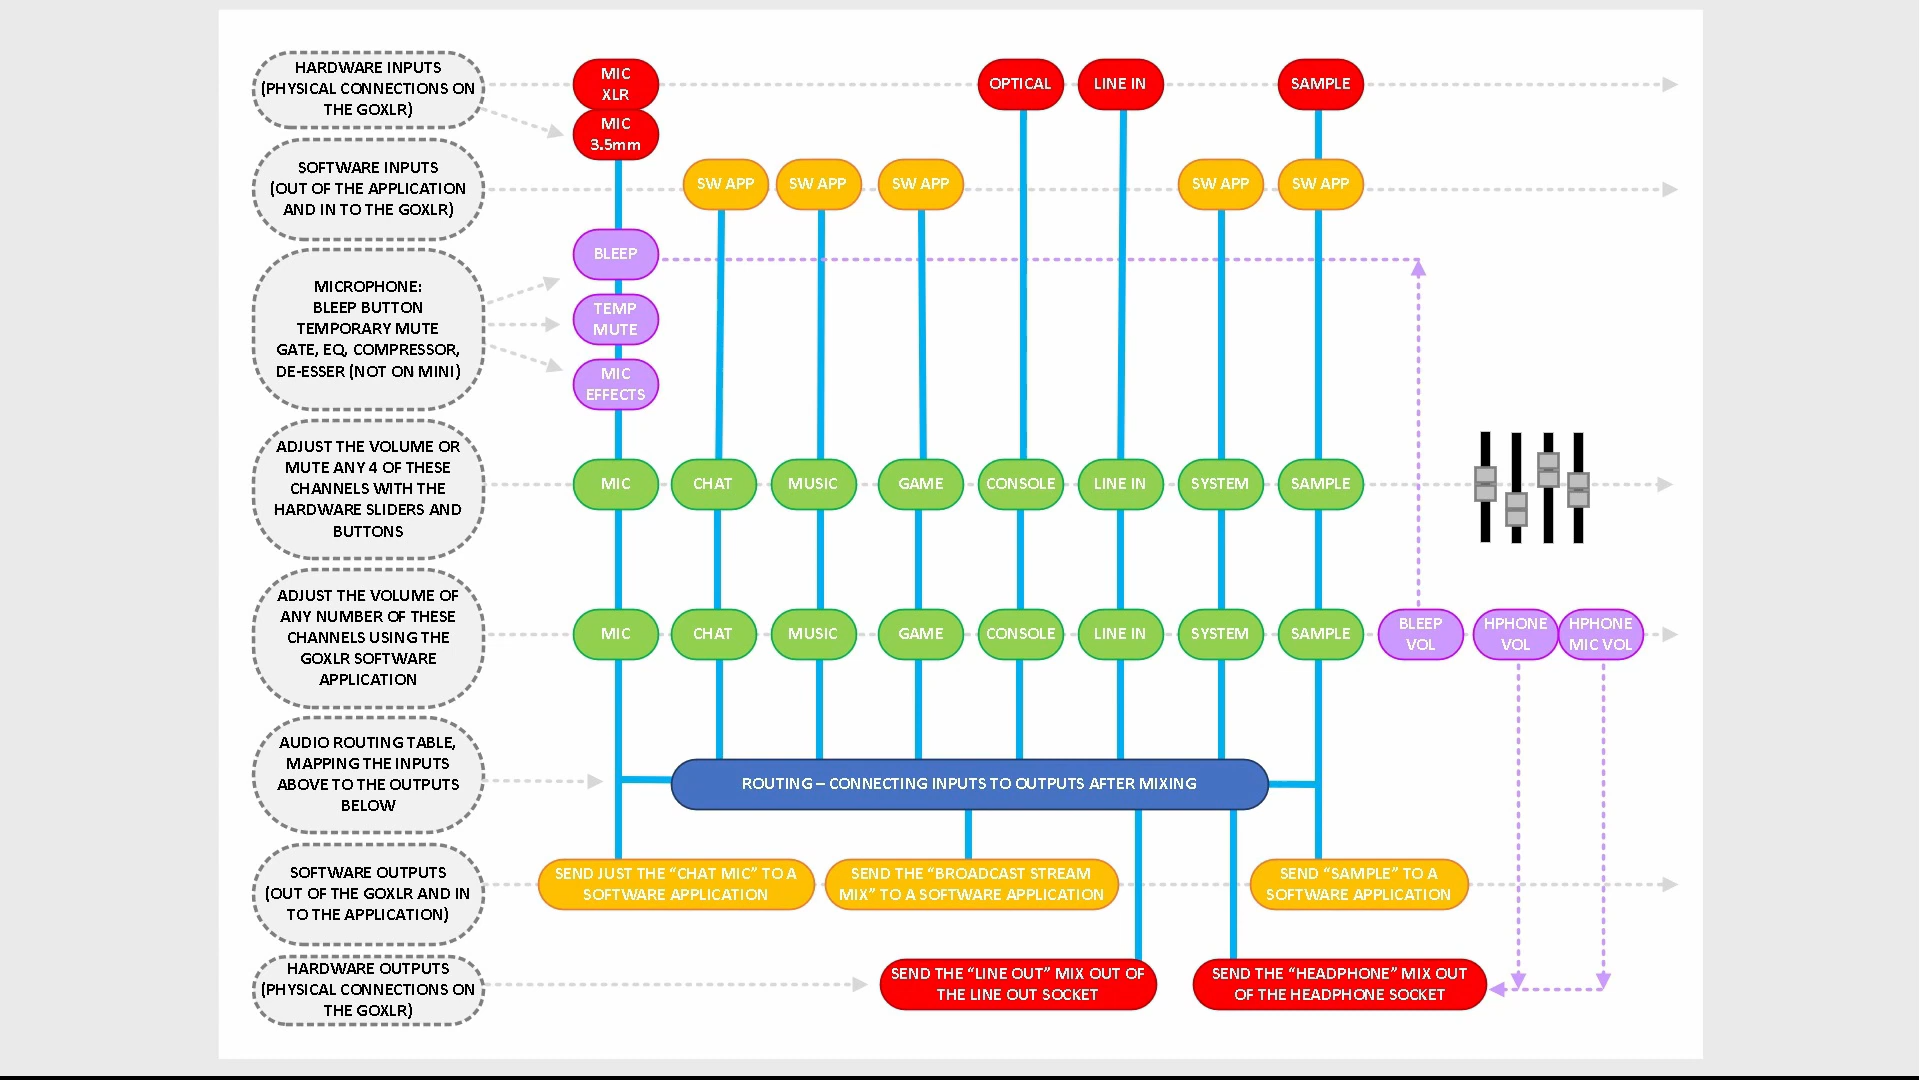 HARDWARE INPUTS
(PHYSICAL CONNECTIONS ON
THE GOXLR)
MIC
XLR
MIC
3.5mm
OPTICAL
LINE IN
SAMPLE
SOFTWARE INPUTS
(OUT OF THE APPLICATION
AND IN TO THE GOXLR)
SW APP
SW APP
SW APP
SW APP
SW APP
MICROPHONE:
BLEEP BUTTON
TEMPORARY MUTE
GATE, EQ, COMPRESSOR,
DE-ESSER (NOT ON MINI)
BLEEP
TEMP
MUTE
MIC
EFFECTS
ADJUST THE VOLUME OR
MUTE ANY 4 OF THESE
CHANNELS WITH THE
HARDWARE SLIDERS AND
BUTTONS
MIC
CHAT
MUSIC
GAME
CONSOLE
LINE IN
SYSTEM
SAMPLE
ADJUST THE VOLUME OF
ANY NUMBER OF THESE
CHANNELS USING THE
GOXLR SOFTWARE
APPLICATION
MIC
CHAT
MUSIC
GAME
CONSOLE
LINE IN
SYSTEM
SAMPLE
BLEEP
VOL
HPHONE
VOL
HPHONE
MIC VOL
AUDIO ROUTING TABLE,
MAPPING THE INPUTS
ABOVE TO THE OUTPUTS
BELOW
ROUTING – CONNECTING INPUTS TO OUTPUTS AFTER MIXING
SOFTWARE OUTPUTS
(OUT OF THE GOXLR AND IN
TO THE APPLICATION)
SEND JUST THE “CHAT MIC” TO A
SOFTWARE APPLICATION
SEND THE “BROADCAST STREAM
MIX” TO A SOFTWARE APPLICATION
SEND “SAMPLE” TO A
SOFTWARE APPLICATION
HARDWARE OUTPUTS
(PHYSICAL CONNECTIONS ON
THE GOXLR)
SEND THE “LINE OUT” MIX OUT OF
THE LINE OUT SOCKET
SEND THE “HEADPHONE” MIX OUT
OF THE HEADPHONE SOCKET